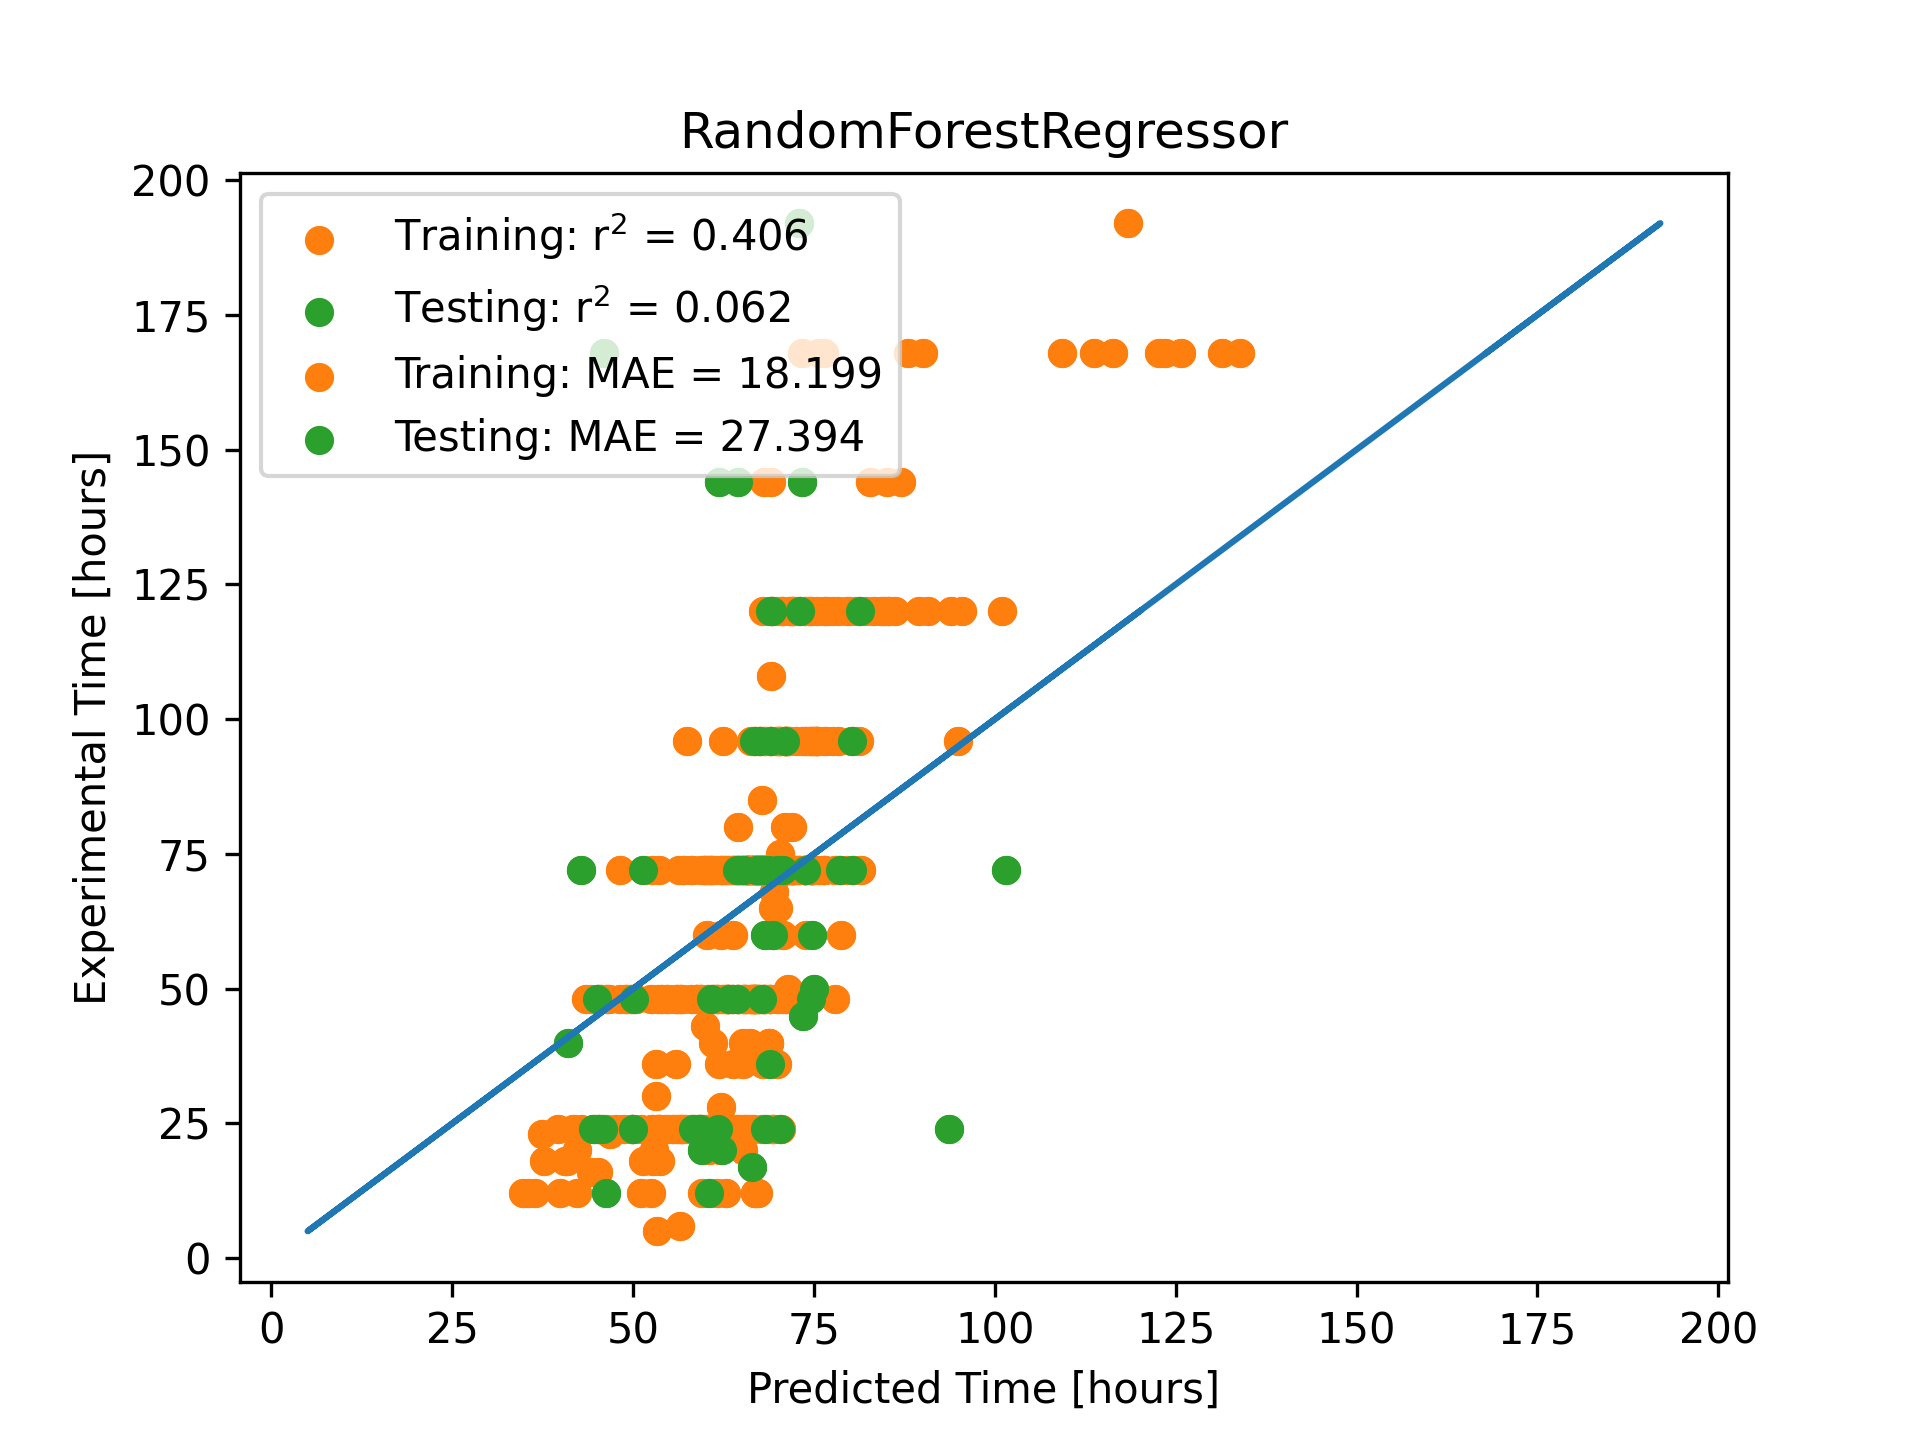 RandomForestRegressor
Training: r² = 0.406
Testing: r² = 0.062
Training: MAE = 18.199
Testing: MAE = 27.394
200
175
150
125
100
75
50
25
0
Experimental Time [hours]
0 25 50 75 100 125 150 175 200
Predicted Time [hours]